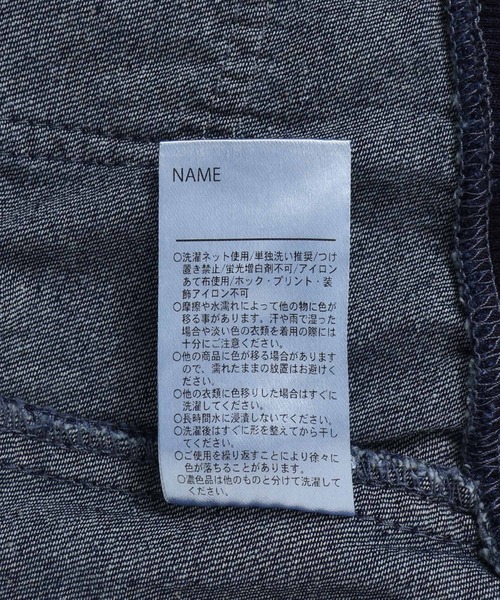 NAME
○洗濯ネット使用/単独洗い推奨/つけ
置き禁止/蛍光増白剤不可/アイロン
あて布使用/ホック・プリント・装
飾アイロン不可
○摩擦や水濡れによって他の物に色が
移る事があります。汗や雨で湿った
場合や淡い色の衣類を着用の際には
十分にご注意ください。
○他の商品に色が移る場合があります
ので、濡れたままの放置はお避けく
ださい。
○他の衣類に色移りした場合はすぐに
洗濯してください。
○長時間水に浸漬しないでください。
○洗濯後はすぐに形を整えてから干し
てください。
○ご使用を繰り返すことにより徐々に
色が落ちることがあります。
○濃色品は他のものと分けて洗濯して
ください。